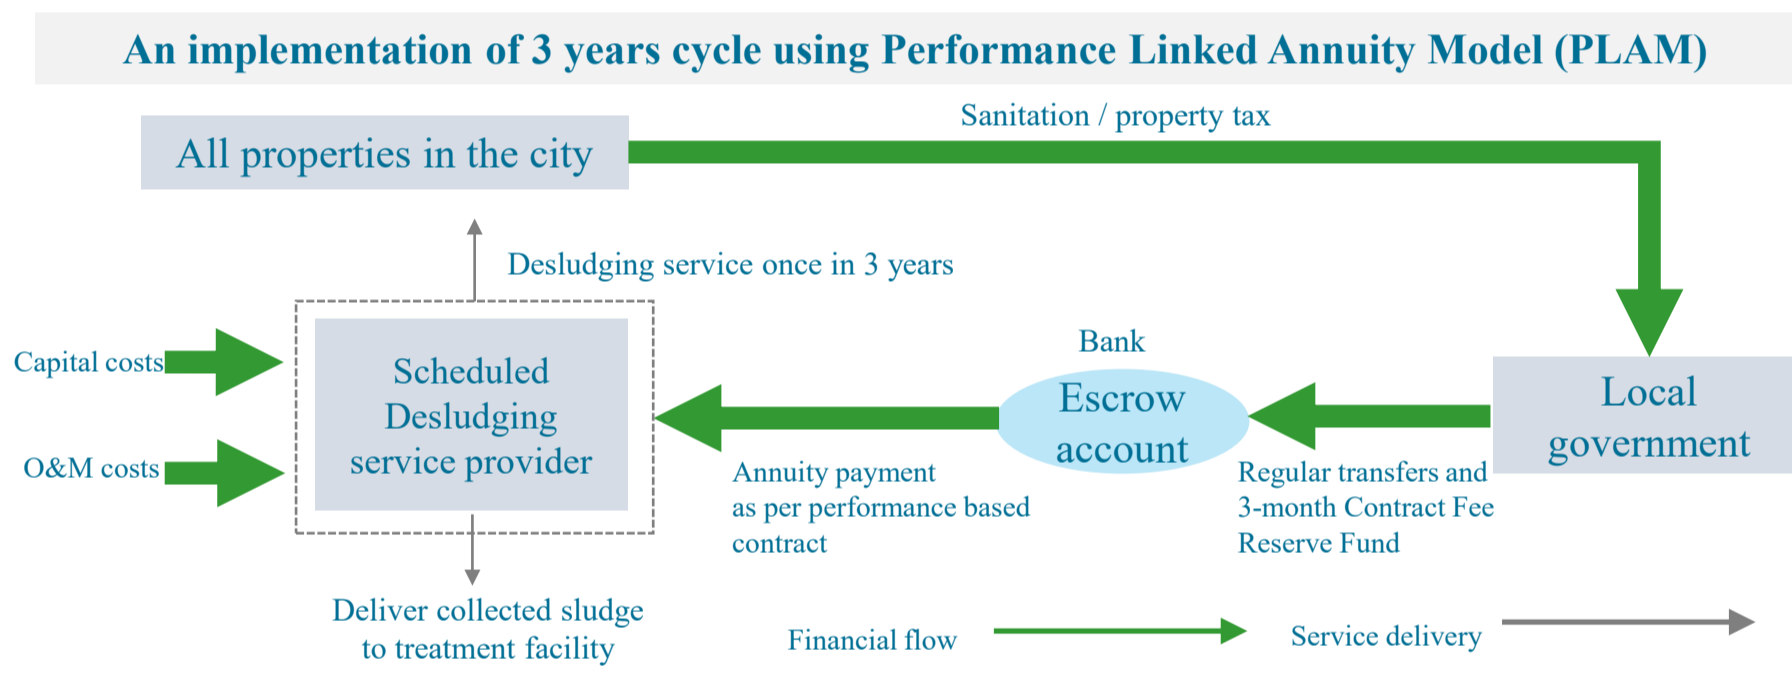 An implementation of 3 years cycle using Performance Linked Annuity Model (PLAM)
Sanitation / property tax
All properties in the city
Desludging service once in 3 years
Capital costs
O&M costs
Scheduled
Desludging
service provider
Bank
Escrow
account
Local
government
Annuity payment
as per performance based
contract
Regular transfers and
3-month Contract Fee
Reserve Fund
Deliver collected sludge
to treatment facility
Financial flow
Service delivery